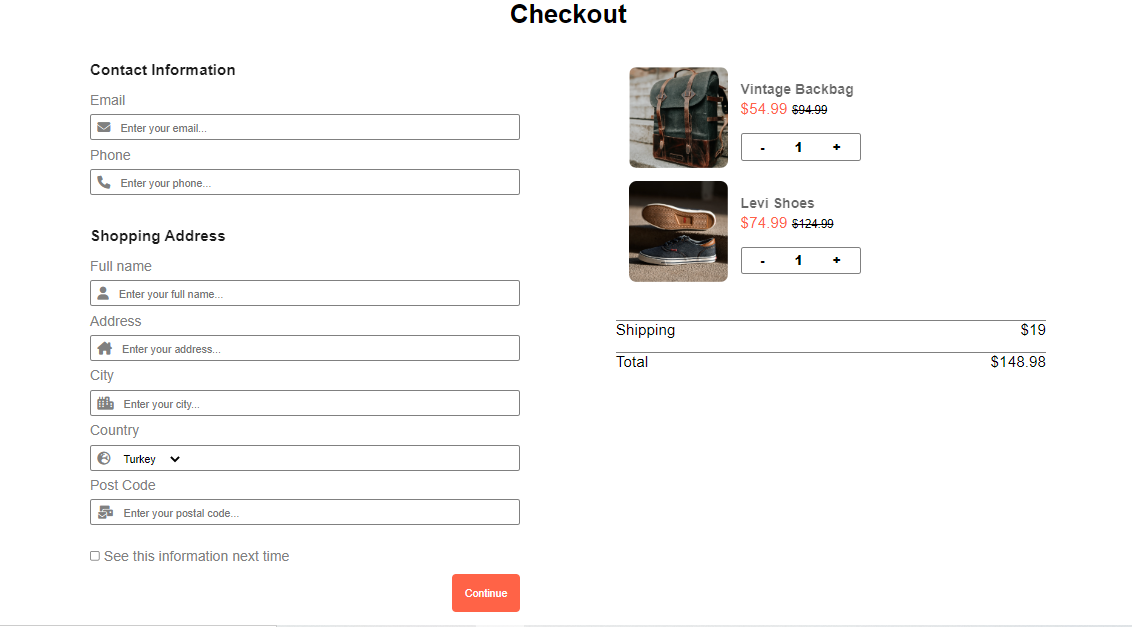 Checkout
Contact Information
Email
Enter your email...
Phone
Enter your phone...
Shopping Address
Full name
Enter your full name...
Address
Enter your address...
City
Enter your city...
Country
Turkey
Post Code
Enter your postal code...
See this information next time
Continue
Vintage Backbag
$54.99 $94.99
- 1 +
Levi Shoes
$74.99 $124.99
- 1 +
Shipping $19
Total $148.98